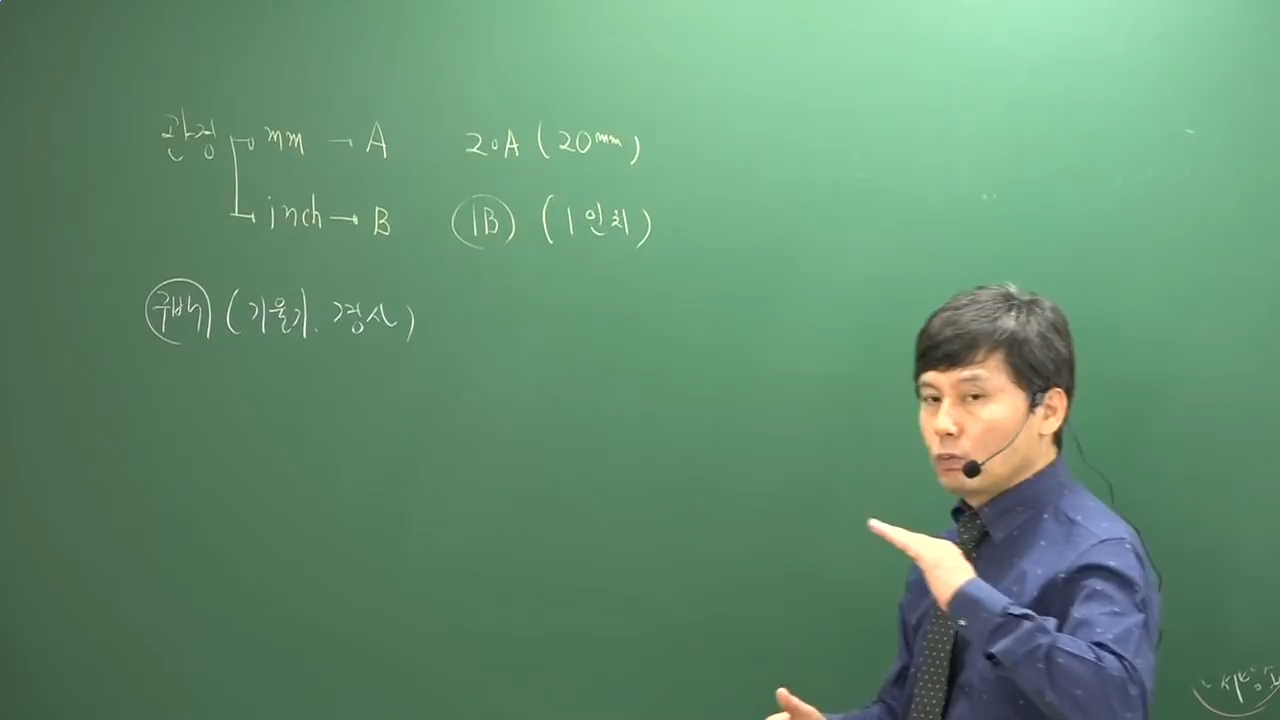 관경 mm → A 20A (20mm)
inch → B 1B (1인치)
구배 (기울기, 경사)